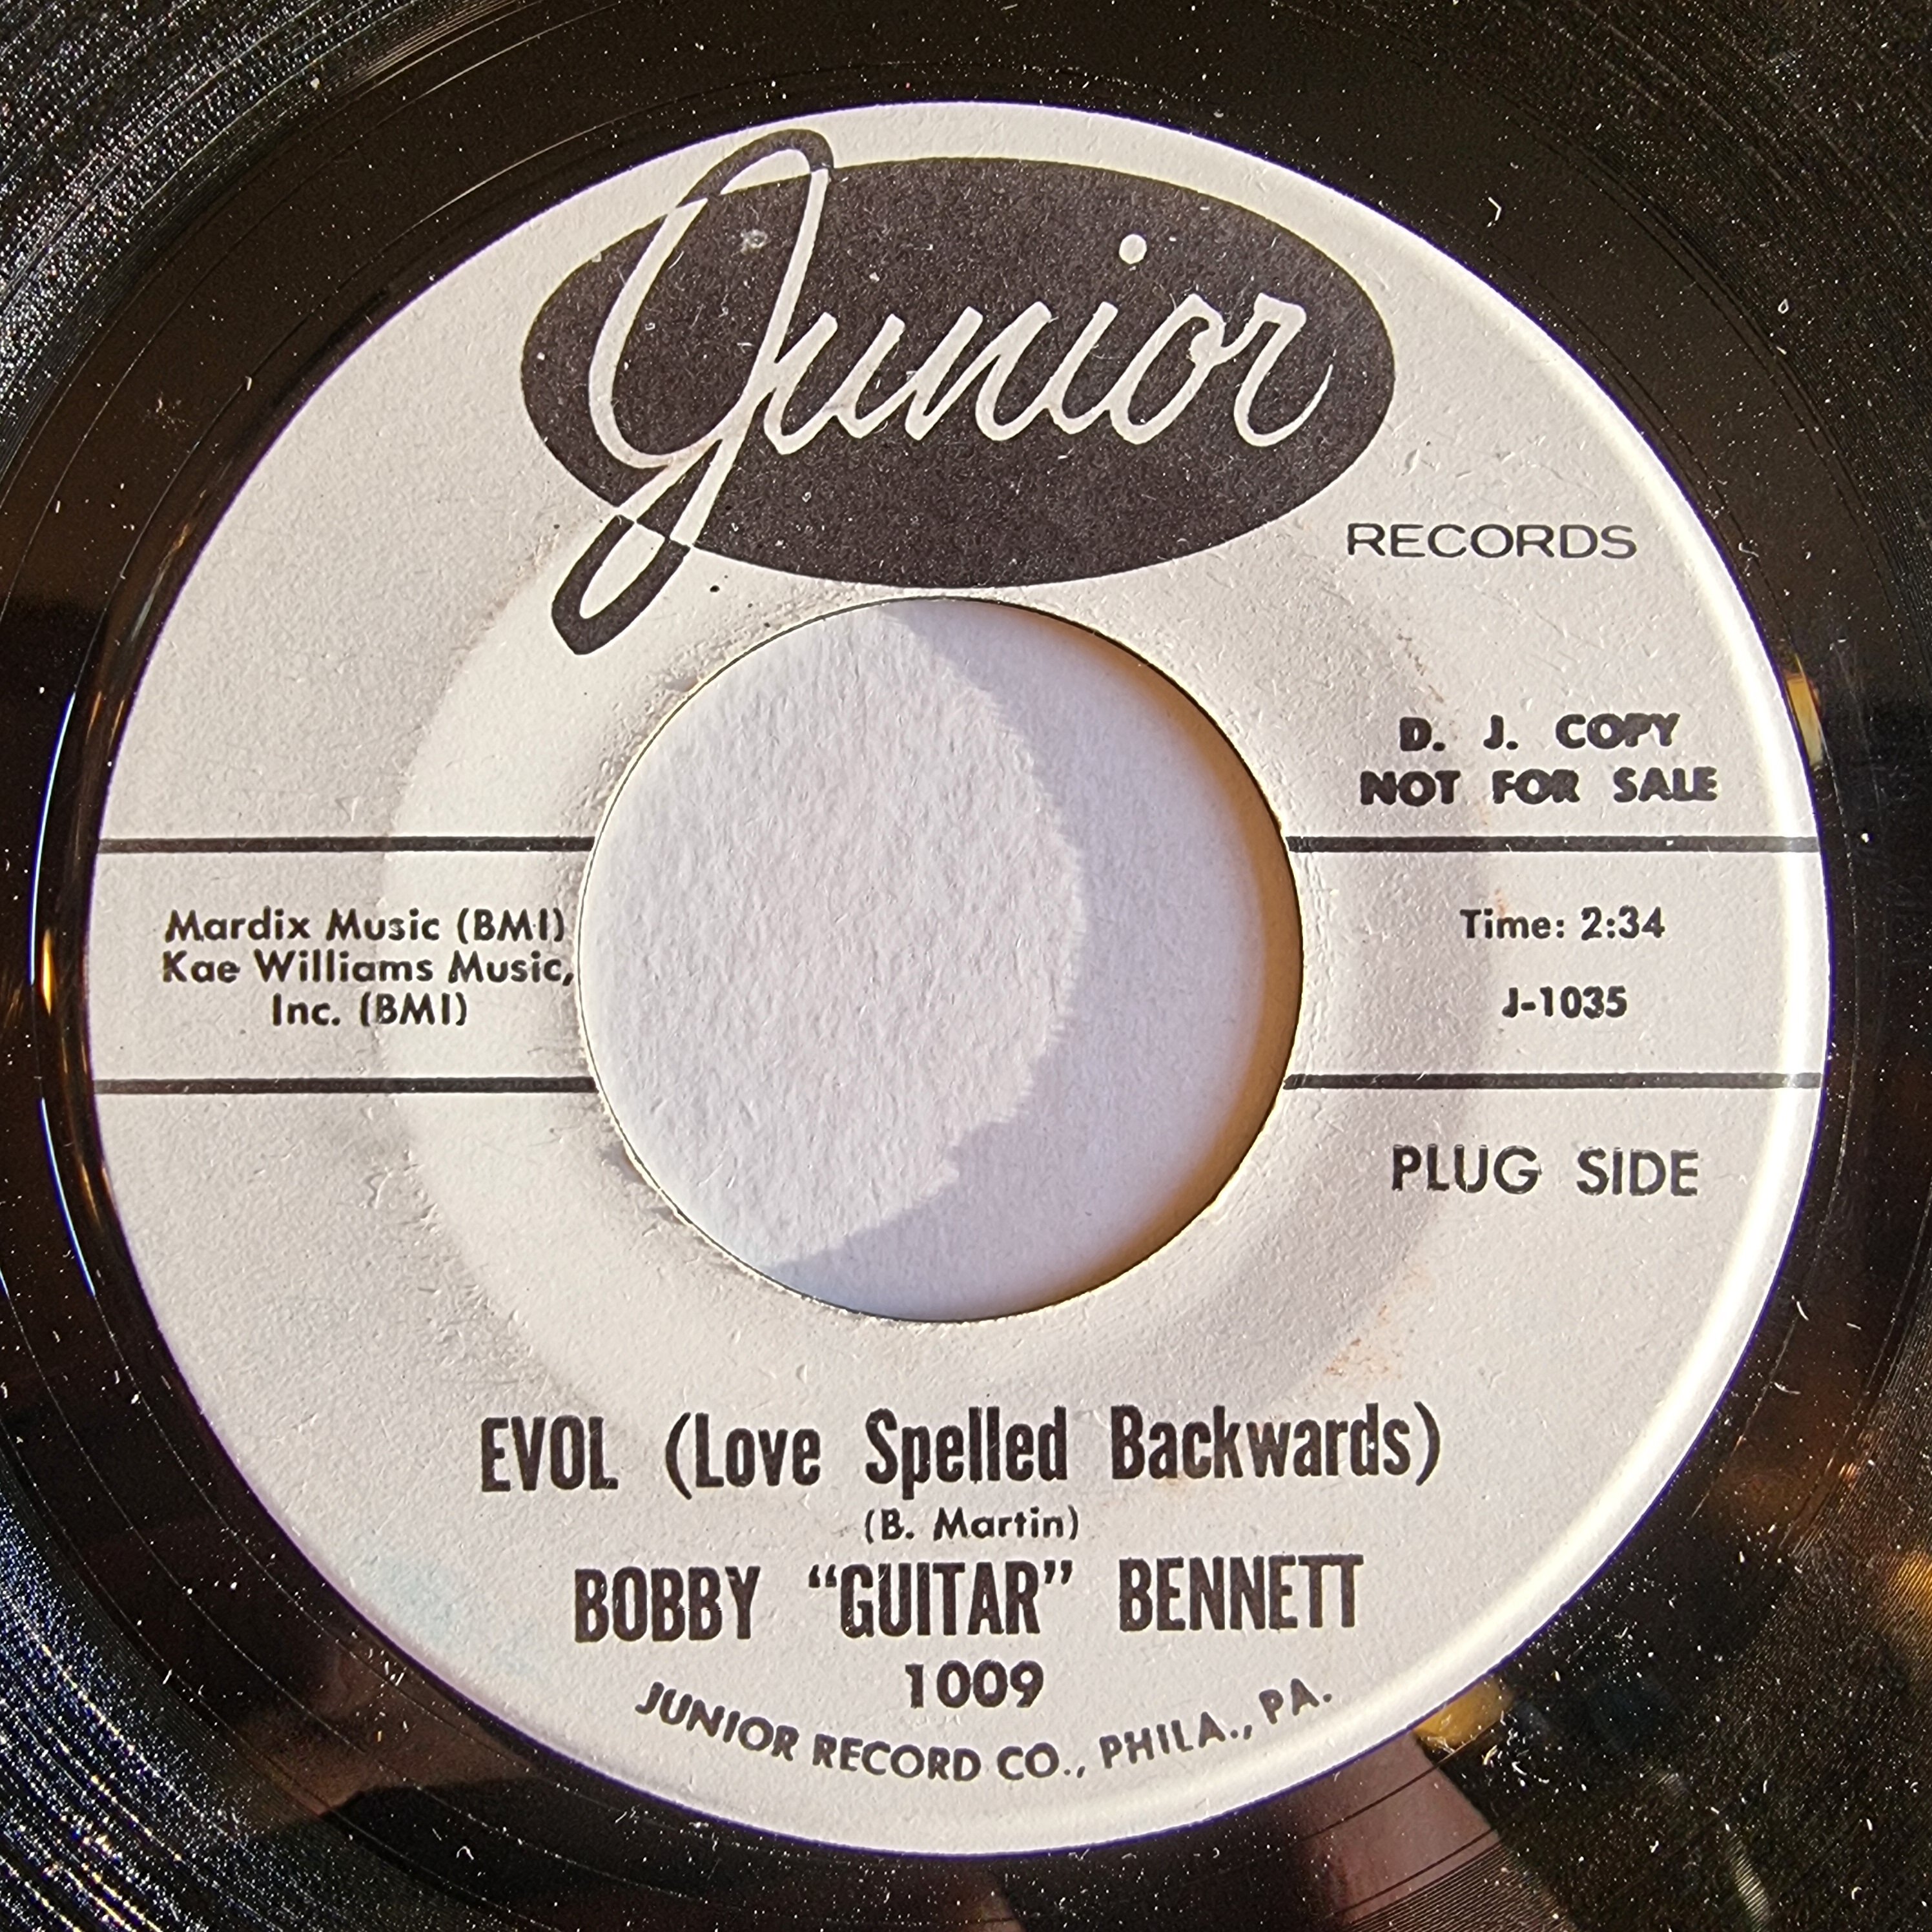 Junior
RECORDS
D. J. COPY
NOT FOR SALE
Mardix Music (BMI)
Kae Williams Music,
Inc. (BMI)
Time: 2:34
J-1035
PLUG SIDE
EVOL (Love Spelled Backwards)
(B. Martin)
BOBBY “GUITAR” BENNETT
1009
JUNIOR RECORD CO., PHILA., PA.